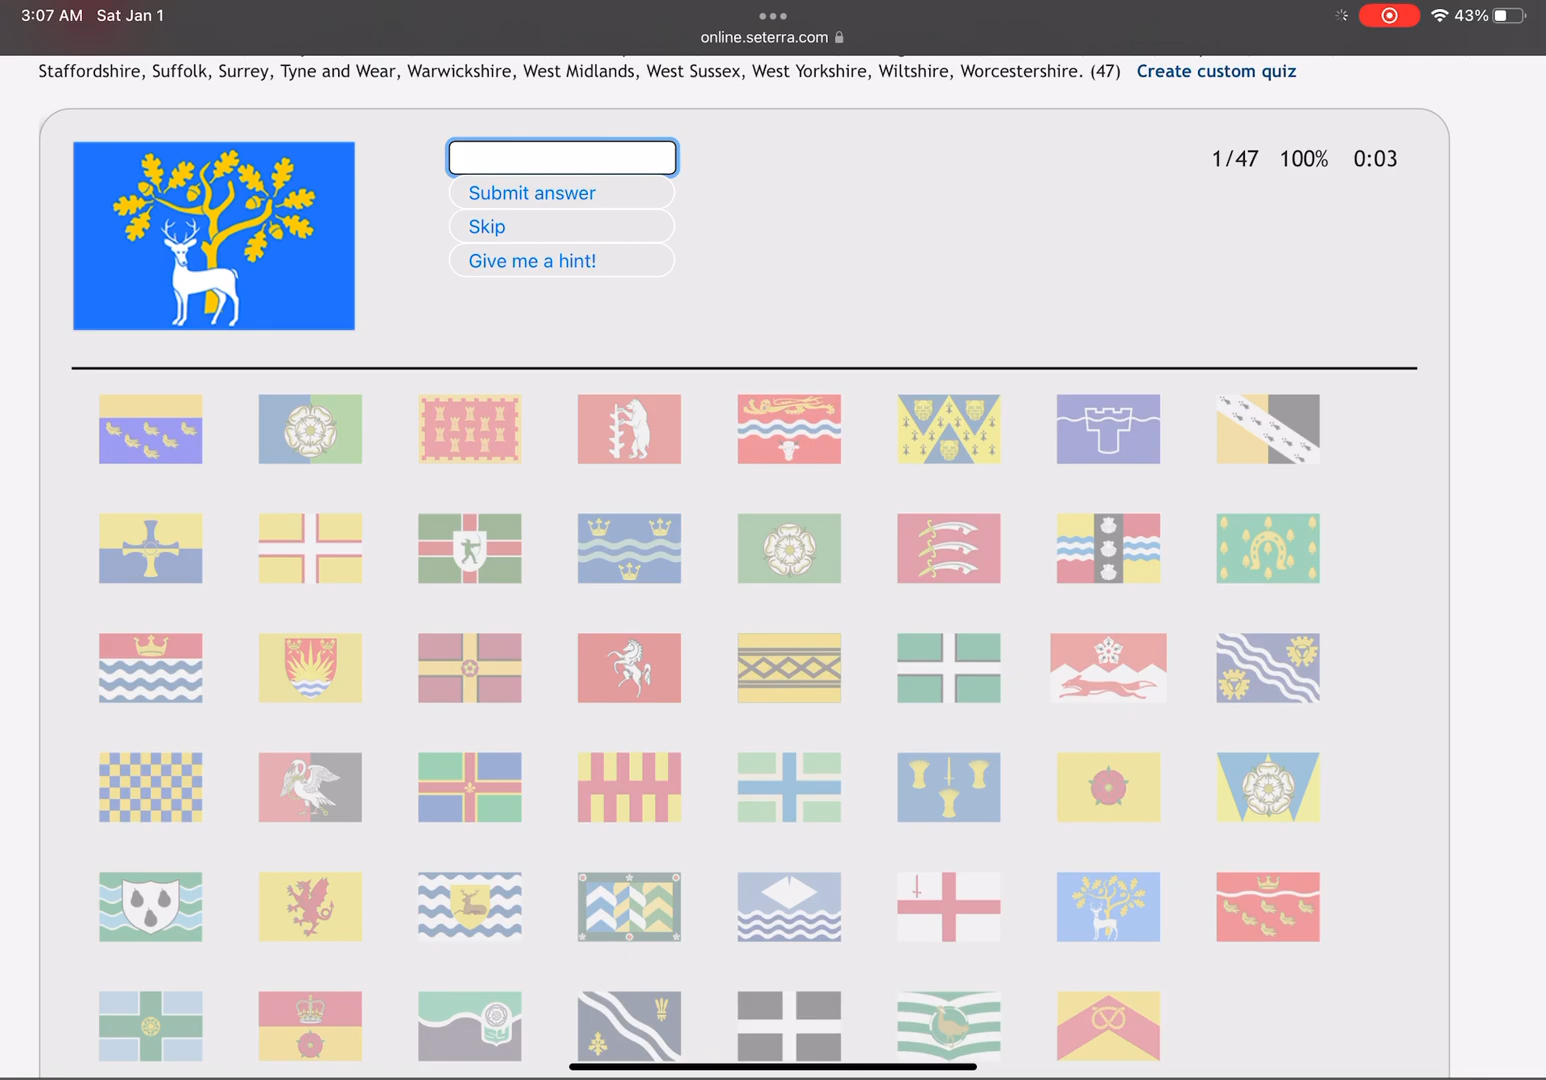 3:07 AM Sat Jan 1
43%
online.seterra.com
Staffordshire, Suffolk, Surrey, Tyne and Wear, Warwickshire, West Midlands, West Sussex, West Yorkshire, Wiltshire, Worcestershire. (47) Create custom quiz
1/47 100% 0:03
Submit answer
Skip
Give me a hint!